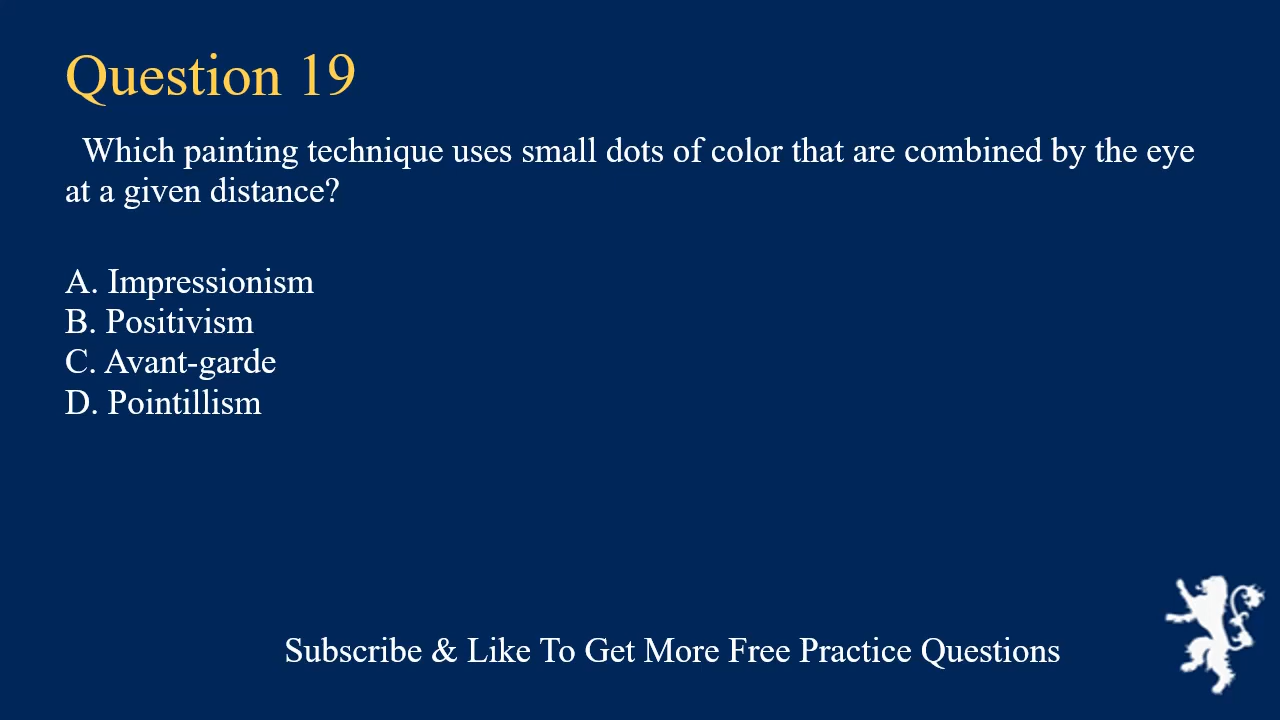 Question 19
Which painting technique uses small dots of color that are combined by the eye
at a given distance?
A. Impressionism
B. Positivism
C. Avant-garde
D. Pointillism
Subscribe & Like To Get More Free Practice Questions